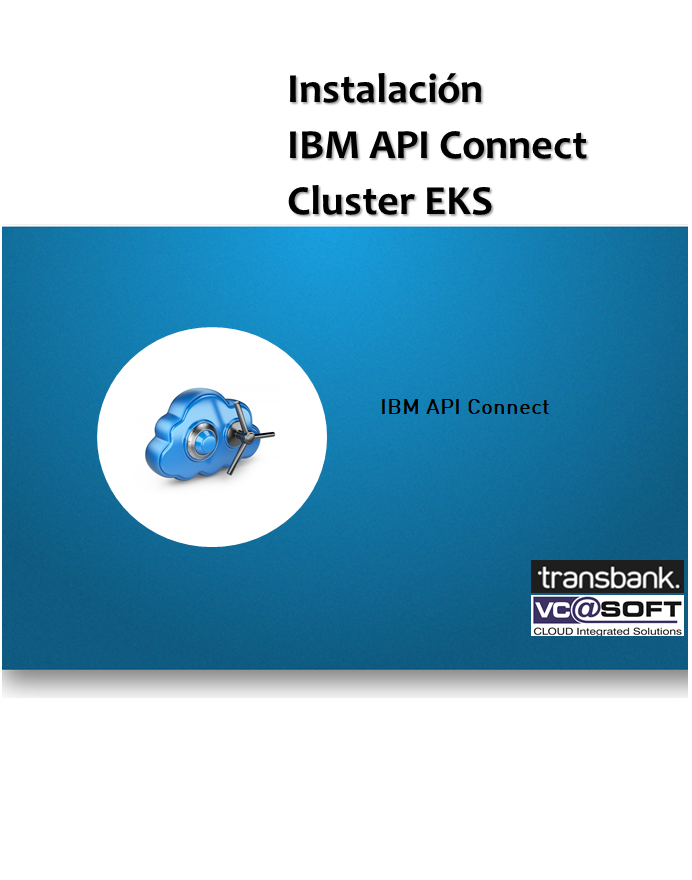 Instalación
IBM API Connect
Cluster EKS
IBM API Connect
transbank.
VC@SOFT
CLOUD Integrated Solutions